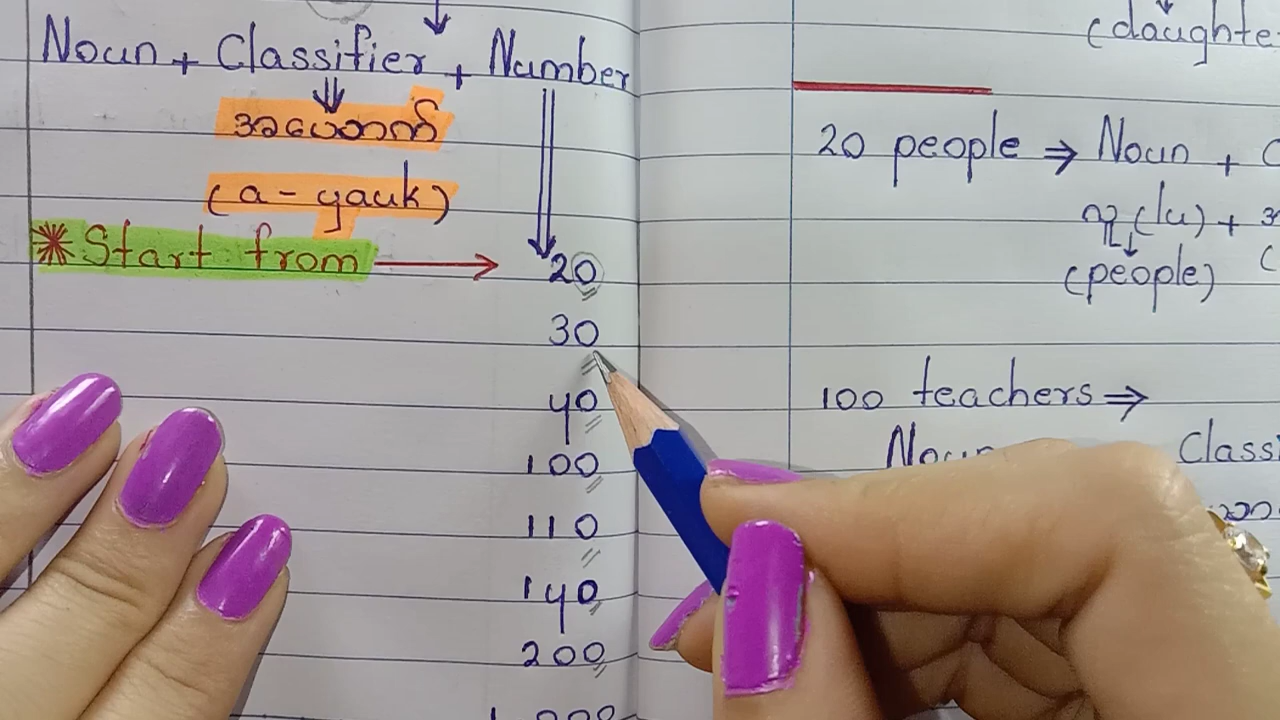 Noun + Classifier + Number
အယောက်
(a - yauk)
Start from → 20
30
40
100
110
140
200
(daughte
20 people ⇒ Noun +
လူ (lu) +
(people)
100 teachers ⇒
Noun
Classi